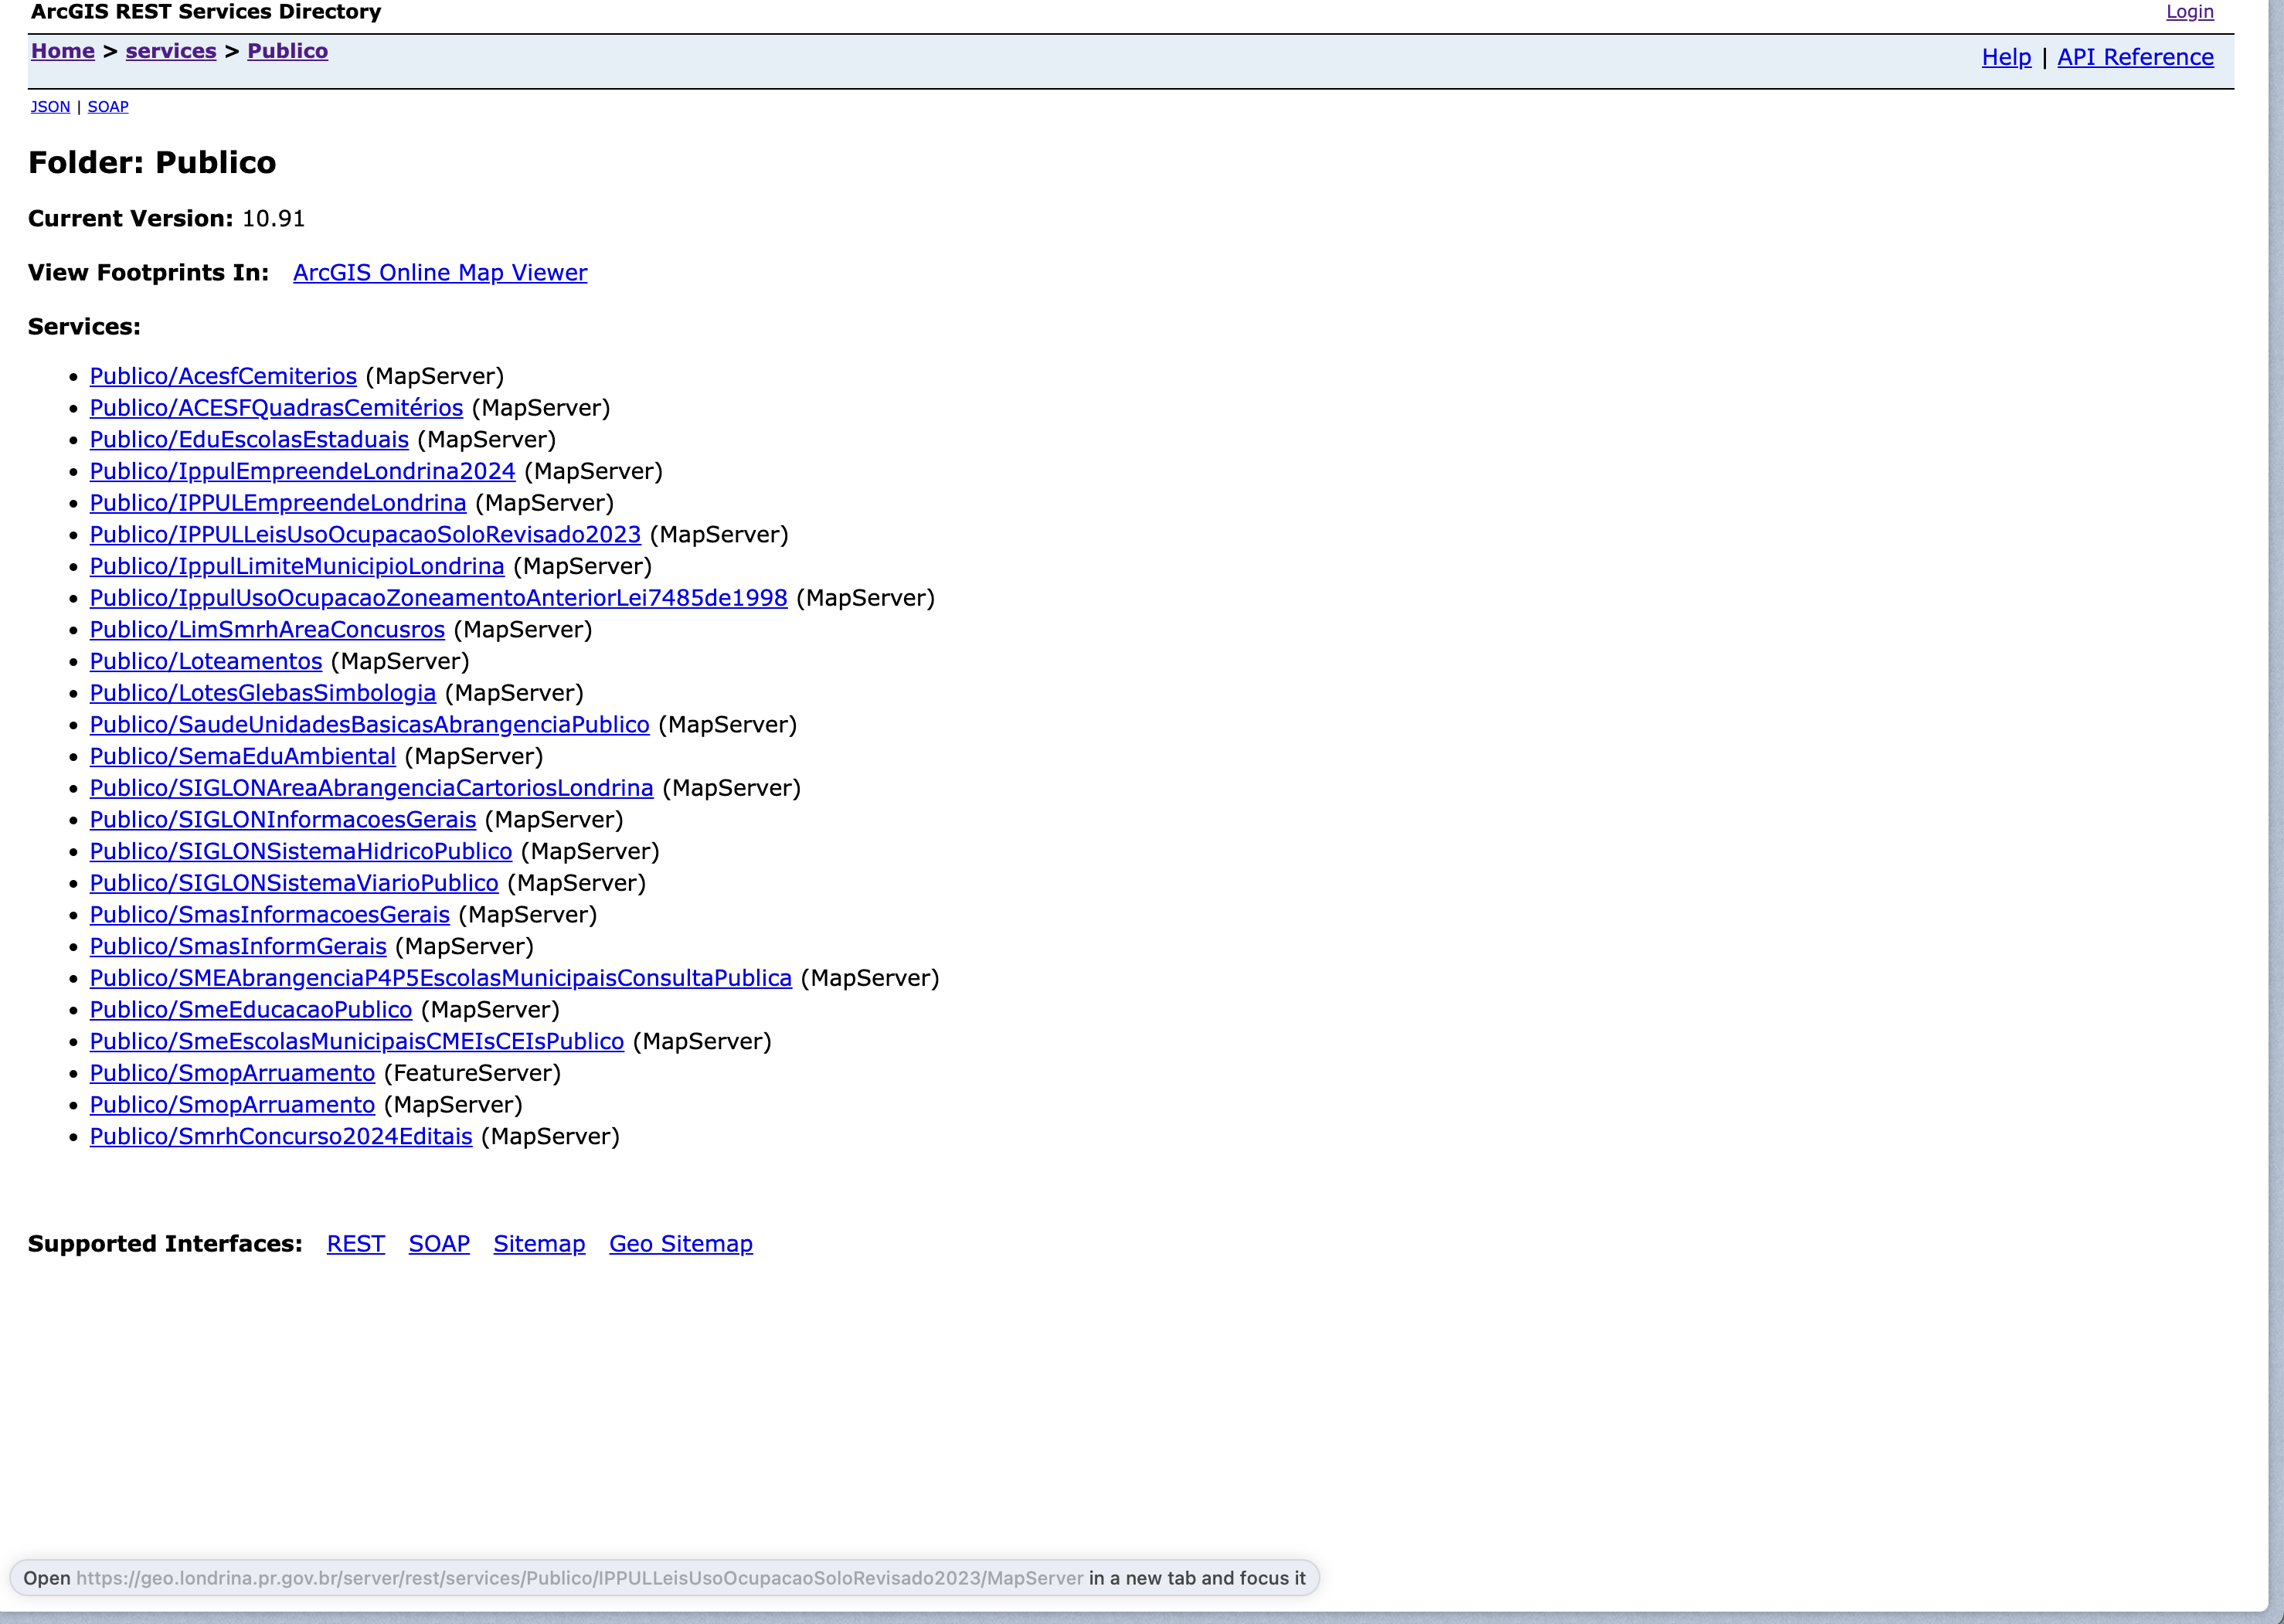 ArcGIS REST Services Directory
Login
Home > services > Publico
Help | API Reference
JSON | SOAP
Folder: Publico
Current Version: 10.91
View Footprints In: ArcGIS Online Map Viewer
Services:
• Publico/AcesfCemiterios (MapServer)
• Publico/ACESFQuadrasCemitérios (MapServer)
• Publico/EduEscolasEstaduais (MapServer)
• Publico/IppulEmpreendeLondrina2024 (MapServer)
• Publico/IPPULEmpreendeLondrina (MapServer)
• Publico/IPPULLeisUsoOcupacaoSoloRevisado2023 (MapServer)
• Publico/IppulLimiteMunicipioLondrina (MapServer)
• Publico/IppulUsoOcupacaoZoneamentoAnteriorLei7485de1998 (MapServer)
• Publico/LimSmrhAreaConcusros (MapServer)
• Publico/Loteamentos (MapServer)
• Publico/LotesGlebasSimbologia (MapServer)
• Publico/SaudeUnidadesBasicasAbrangenciaPublico (MapServer)
• Publico/SemaEduAmbiental (MapServer)
• Publico/SIGLONAreaAbrangenciaCartoriosLondrina (MapServer)
• Publico/SIGLONInformacoesGerais (MapServer)
• Publico/SIGLONSistemaHidricoPublico (MapServer)
• Publico/SIGLONSistemaViarioPublico (MapServer)
• Publico/SmasInformacoesGerais (MapServer)
• Publico/SmasInformGerais (MapServer)
• Publico/SMEAbrangenciaP4P5EscolasMunicipaisConsultaPublica (MapServer)
• Publico/SmeEducacaoPublico (MapServer)
• Publico/SmeEscolasMunicipaisCMEIsCEIsPublico (MapServer)
• Publico/SmopArruamento (FeatureServer)
• Publico/SmopArruamento (MapServer)
• Publico/SmrhConcurso2024Editais (MapServer)
Supported Interfaces: REST SOAP Sitemap Geo Sitemap
Open https://geo.londrina.pr.gov.br/server/rest/services/Publico/IPPULLeisUsoOcupacaoSoloRevisado2023/MapServer in a new tab and focus it